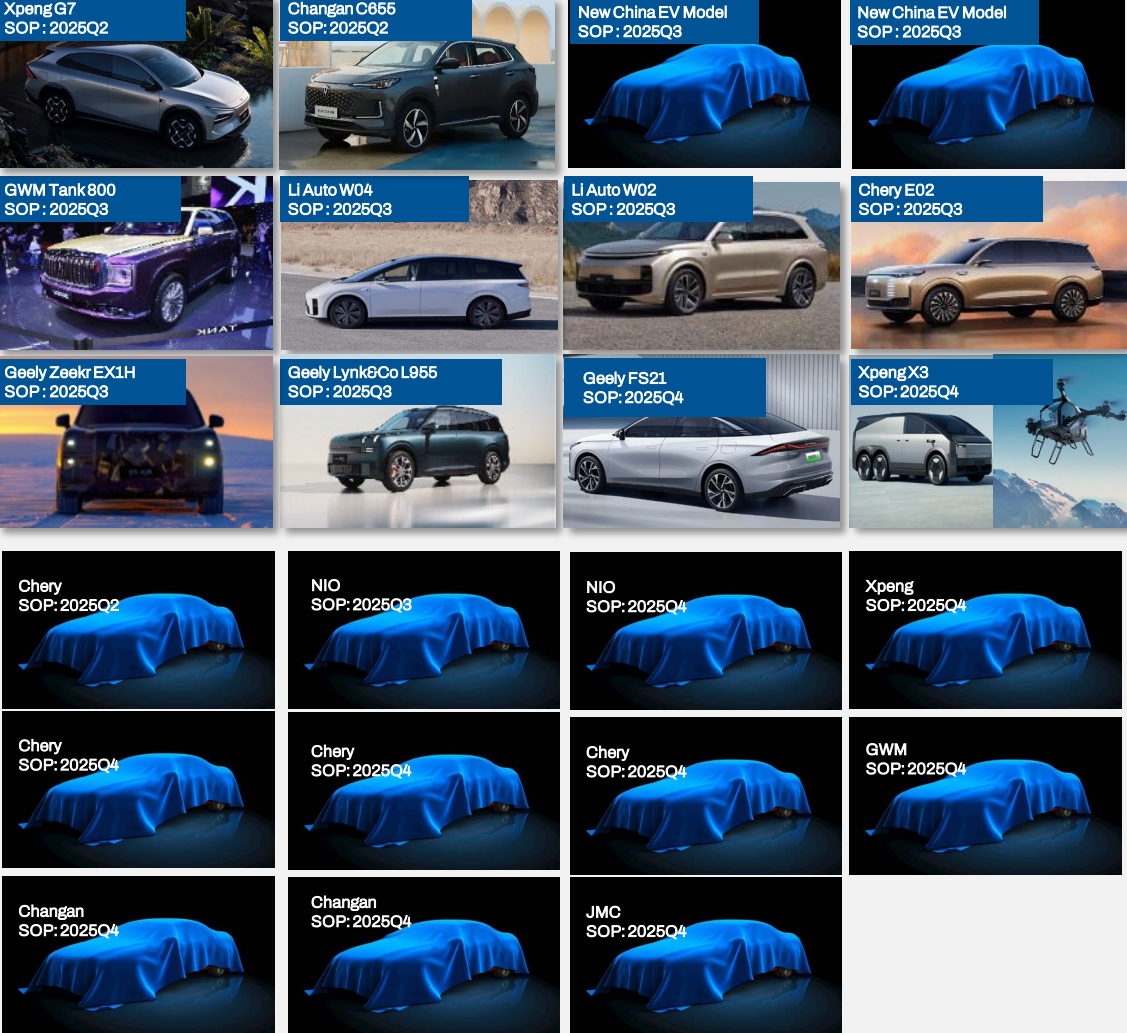 Xpeng G7
SOP : 2025Q2
Changan C655
SOP: 2025Q2
New China EV Model
SOP : 2025Q3
New China EV Model
SOP : 2025Q3
GWM Tank 800
SOP : 2025Q3
Li Auto W04
SOP : 2025Q3
Li Auto W02
SOP : 2025Q3
Chery E02
SOP : 2025Q3
TANK
Geely Zeekr EX1H
SOP : 2025Q3
Geely Lynk&Co L955
SOP : 2025Q3
Geely FS21
SOP: 2025Q4
Xpeng X3
SOP : 2025Q4
Chery
SOP: 2025Q2
NIO
SOP: 2025Q3
NIO
SOP: 2025Q4
Xpeng
SOP: 2025Q4
Chery
SOP: 2025Q4
Chery
SOP: 2025Q4
Chery
SOP: 2025Q4
GWM
SOP: 2025Q4
Changan
SOP: 2025Q4
Changan
SOP: 2025Q4
JMC
SOP: 2025Q4